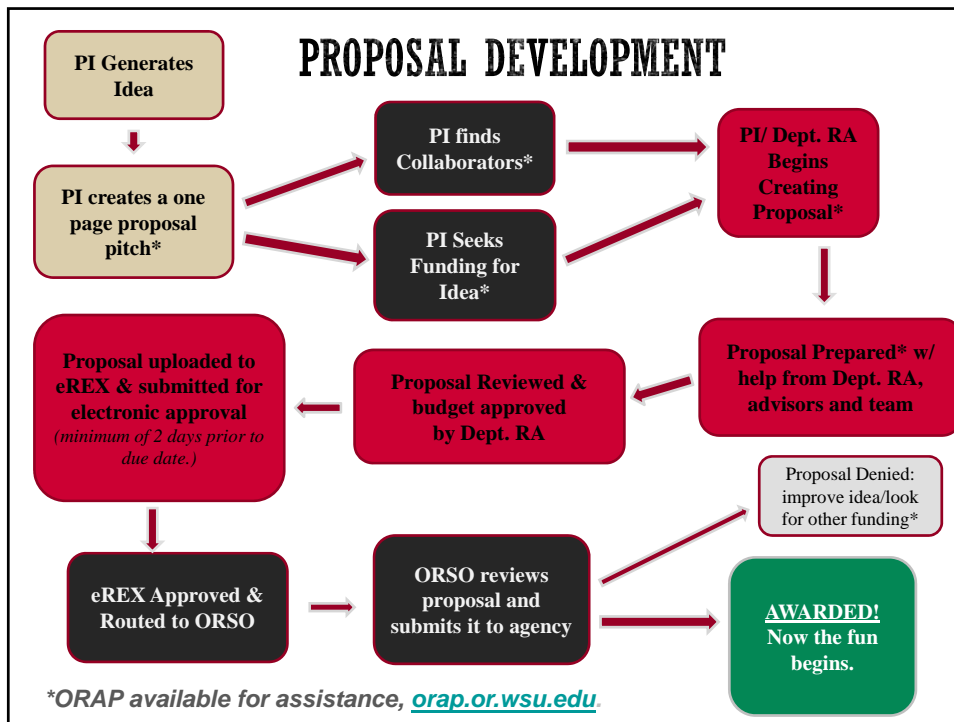 PROPOSAL DEVELOPMENT
PI Generates
Idea
PI creates a one
page proposal
pitch*
PI finds
Collaborators*
PI Seeks
Funding for
Idea*
PI/ Dept. RA
Begins
Creating
Proposal*
Proposal Prepared* w/
help from Dept. RA,
advisors and team
Proposal Reviewed &
budget approved
by Dept. RA
Proposal uploaded to
eREX & submitted for
electronic approval
(minimum of 2 days prior to
due date.)
eREX Approved &
Routed to ORSO
ORSO reviews
proposal and
submits it to agency
Proposal Denied:
improve idea/look
for other funding*
AWARDED!
Now the fun
begins.
*ORAP available for assistance, orap.or.wsu.edu.